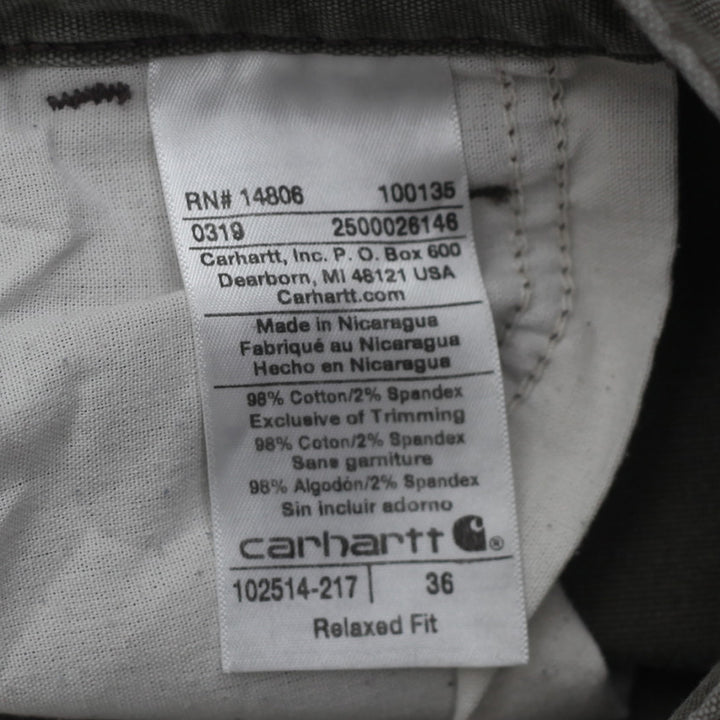 RN# 14806 100135
0319 2500026146
Carhartt, Inc. P. O. Box 600
Dearborn, MI 48121 USA
Carhartt.com
Made in Nicaragua
Fabriqué au Nicaragua
Hecho en Nicaragua
98% Cotton/2% Spandex
Exclusive of Trimming
98% Coton/2% Spandex
Sans garniture
98% Algodón/2% Spandex
Sin incluir adorno
carhartt ®
102514-217 | 36
Relaxed Fit